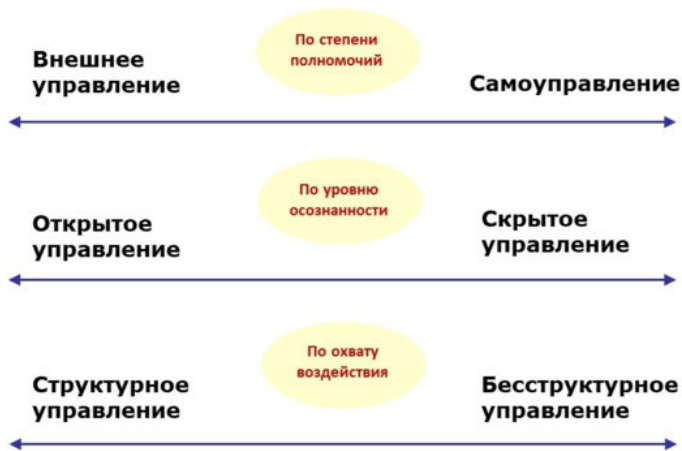 По степени
полномочий
Внешнее
управление
Самоуправление
По уровню
осознанности
Открытое
управление
Скрытое
управление
По охвату
воздействия
Структурное
управление
Бесструктурное
управление